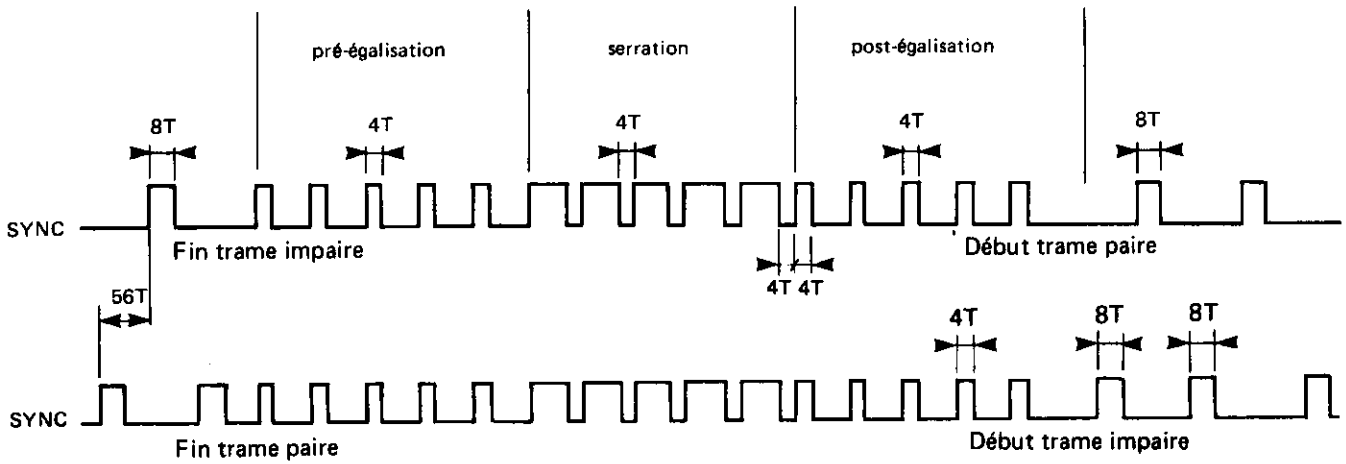 pré-égalisation serration post-égalisation
8T 4T 4T 4T 8T
SYNC
Fin trame impaire Début trame paire
4T 4T
56T
4T 8T 8T
SYNC
Fin trame paire Début trame impaire